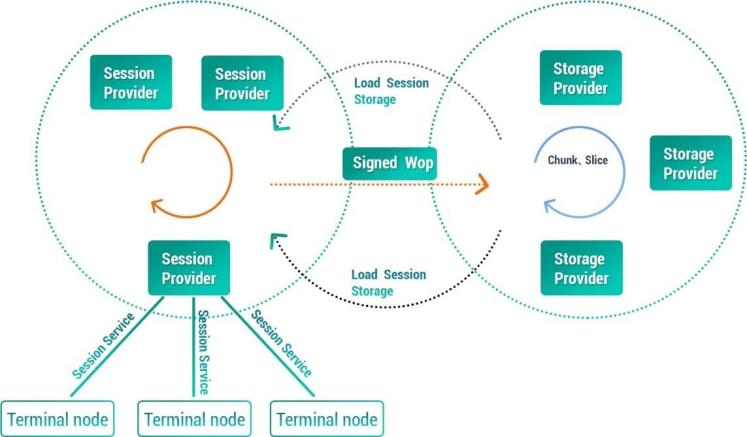 Session
Provider
Session
Provider
Load Session
Storage
Storage
Provider
Signed Wop
Chunk、Slice
Storage
Provider
Session
Provider
Load Session
Storage
Storage
Provider
Session Service
Session Service
Session Service
Terminal node
Terminal node
Terminal node